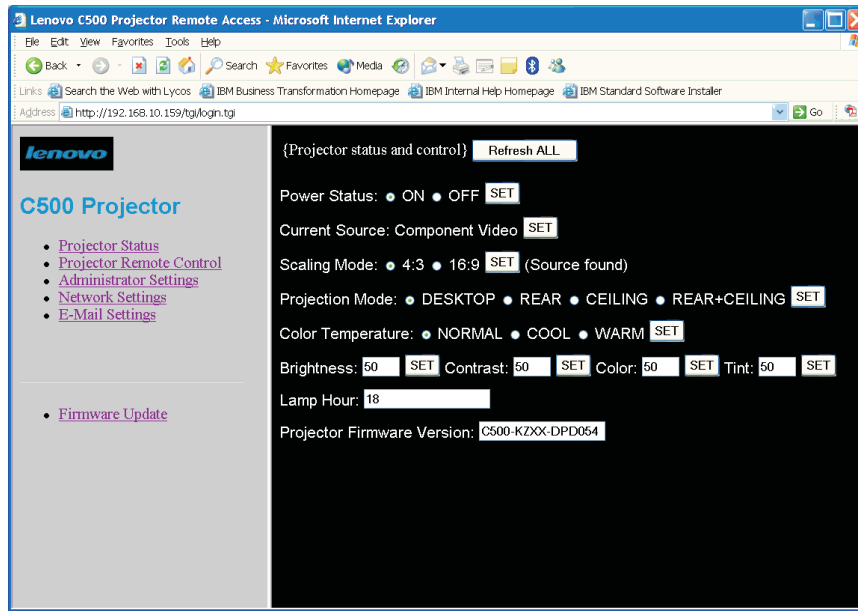 Lenovo C500 Projector Remote Access - Microsoft Internet Explorer
File Edit View Favorites Tools Help
Back Search Favorites Media
Links Search the Web with Lycos IBM Business Transformation Homepage IBM Internal Help Homepage IBM Standard Software Installer
Address http://192.168.10.159/tgi/login.tgi Go
lenovo
C500 Projector
Projector Status
Projector Remote Control
Administrator Settings
Network Settings
E-Mail Settings
Firmware Update
{Projector status and control} Refresh ALL
Power Status: ON OFF SET
Current Source: Component Video SET
Scaling Mode: 4:3 16:9 SET (Source found)
Projection Mode: DESKTOP REAR CEILING REAR+CEILING SET
Color Temperature: NORMAL COOL WARM SET
Brightness: 50 SET Contrast: 50 SET Color: 50 SET Tint: 50 SET
Lamp Hour: 18
Projector Firmware Version: C500-KZXX-DPD054